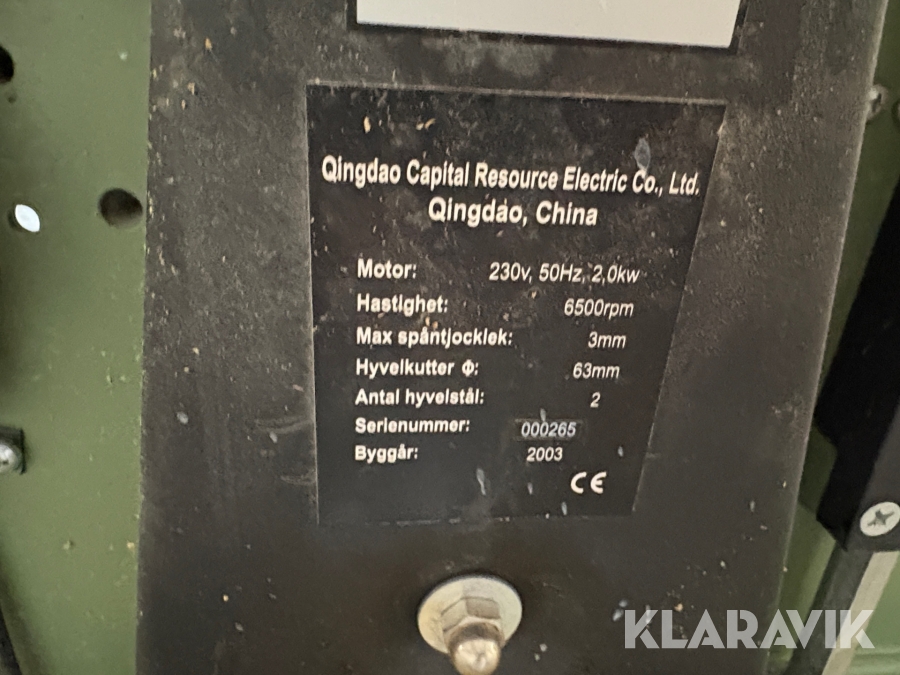 Qingdao Capital Resource Electric Co., Ltd.
Qingdao, China
Motor: 230v, 50Hz, 2,0kw
Hastighet: 6500rpm
Max spåntjocklek: 3mm
Hyvelkutter Φ: 63mm
Antal hyvelstål: 2
Serienummer: 000265
Byggår: 2003
CE
KLARAVIK